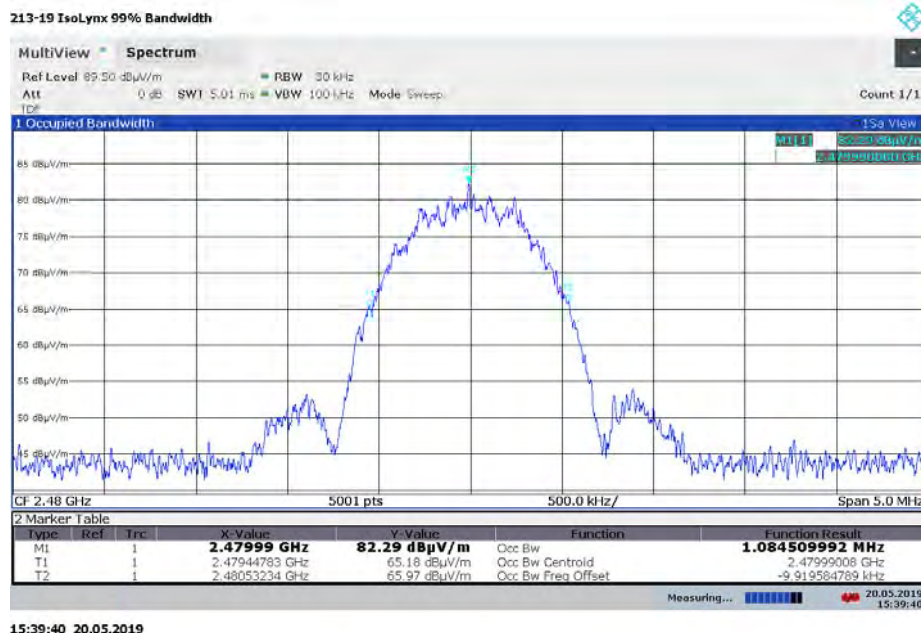 213-19 IsoLynx 99% Bandwidth
MultiView Spectrum
Ref Level 89.50 dBµV/m RBW 30 kHz
Att 0 dB SWT 5.01 ms VBW 100 kHz Mode Sweep Count 1/1
TDF
1 Occupied Bandwidth 1Sa View
M1[1] 82.29 dBµV/m
85 dBµV/m
80 dBµV/m
75 dBµV/m
70 dBµV/m
65 dBµV/m
60 dBµV/m
55 dBµV/m
50 dBµV/m
45 dBµV/m
CF 2.48 GHz 5001 pts 500.0 kHz/ Span 5.0 MHz
2 Marker Table
Type Ref Trc X-Value Y-Value Function Function Result
M1 1 2.47999 GHz 82.29 dBµV/m Occ Bw 1.084509992 MHz
T1 1 2.47944783 GHz 65.18 dBµV/m Occ Bw Centroid 2.47999008 GHz
T2 1 2.48053234 GHz 65.97 dBµV/m Occ Bw Freq Offset -9.919584789 kHz
Measuring... 20.05.2019
15:39:40
15:39:40 20.05.2019